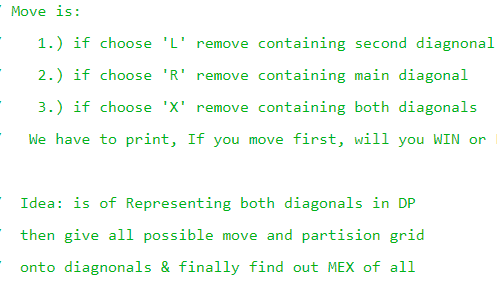 Move is:
1.) if choose 'L' remove containing second diagnonal
2.) if choose 'R' remove containing main diagonal
3.) if choose 'X' remove containing both diagonals
We have to print, If you move first, will you WIN or
Idea: is of Representing both diagonals in DP
then give all possible move and partision grid
onto diagnonals & finally find out MEX of all